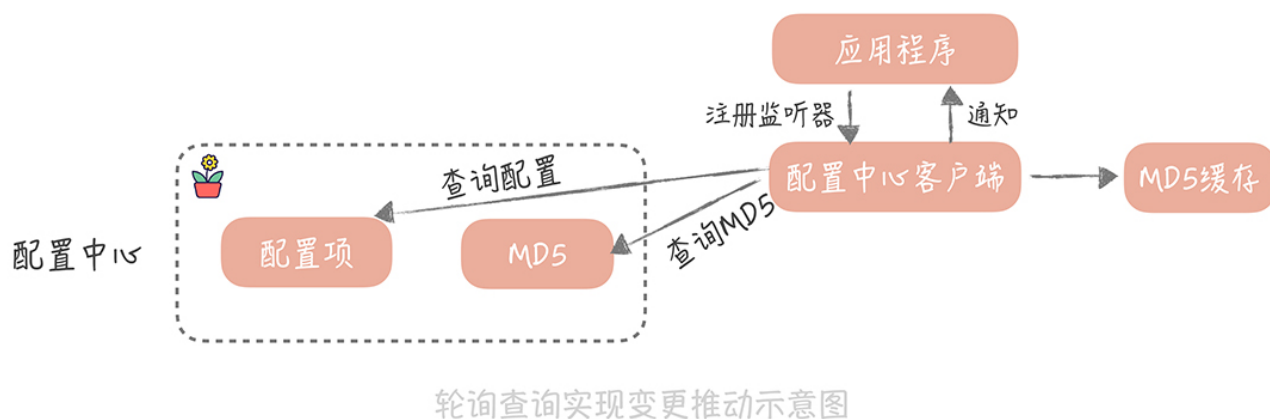 应用程序
注册监听器
通知
查询配置
配置中心客户端
MD5缓存
查询MD5
配置中心
配置项
MD5
轮询查询实现变更推动示意图